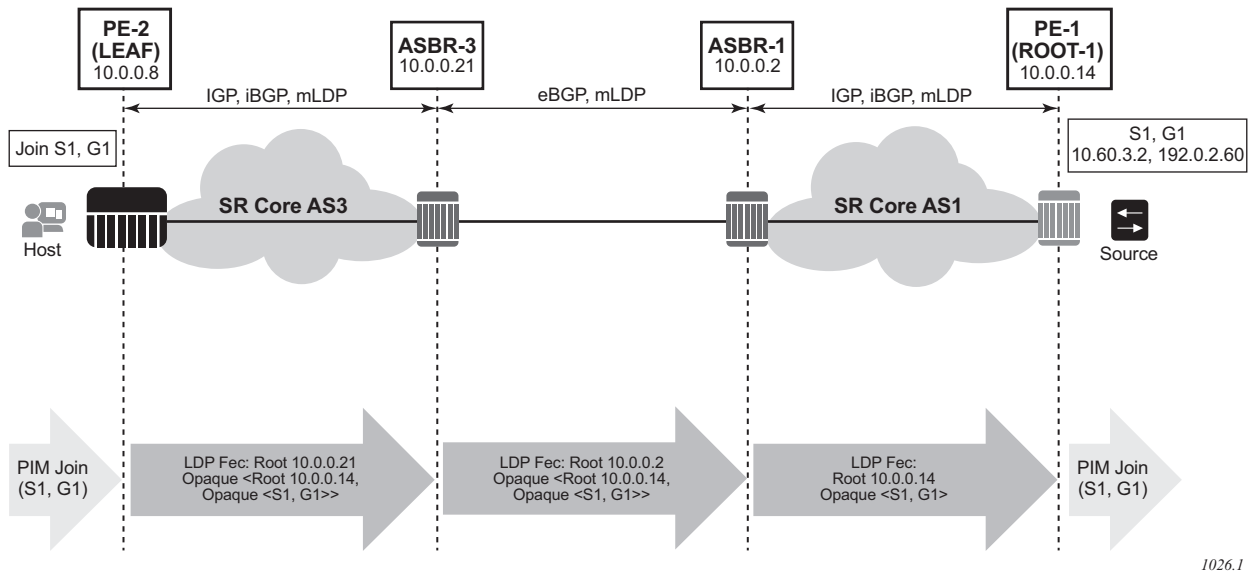 PE-2
(LEAF)
10.0.0.8
ASBR-3
10.0.0.21
ASBR-1
10.0.0.2
PE-1
(ROOT-1)
10.0.0.14
IGP, iBGP, mLDP
eBGP, mLDP
IGP, iBGP, mLDP
Join S1, G1
S1, G1
10.60.3.2, 192.0.2.60
SR Core AS3
SR Core AS1
Host
Source
PIM Join
(S1, G1)
LDP Fec: Root 10.0.0.21
Opaque <Root 10.0.0.14,
Opaque <S1, G1>>
LDP Fec: Root 10.0.0.2
Opaque <Root 10.0.0.14,
Opaque <S1, G1>>
LDP Fec:
Root 10.0.0.14
Opaque <S1, G1>
PIM Join
(S1, G1)
1026.1